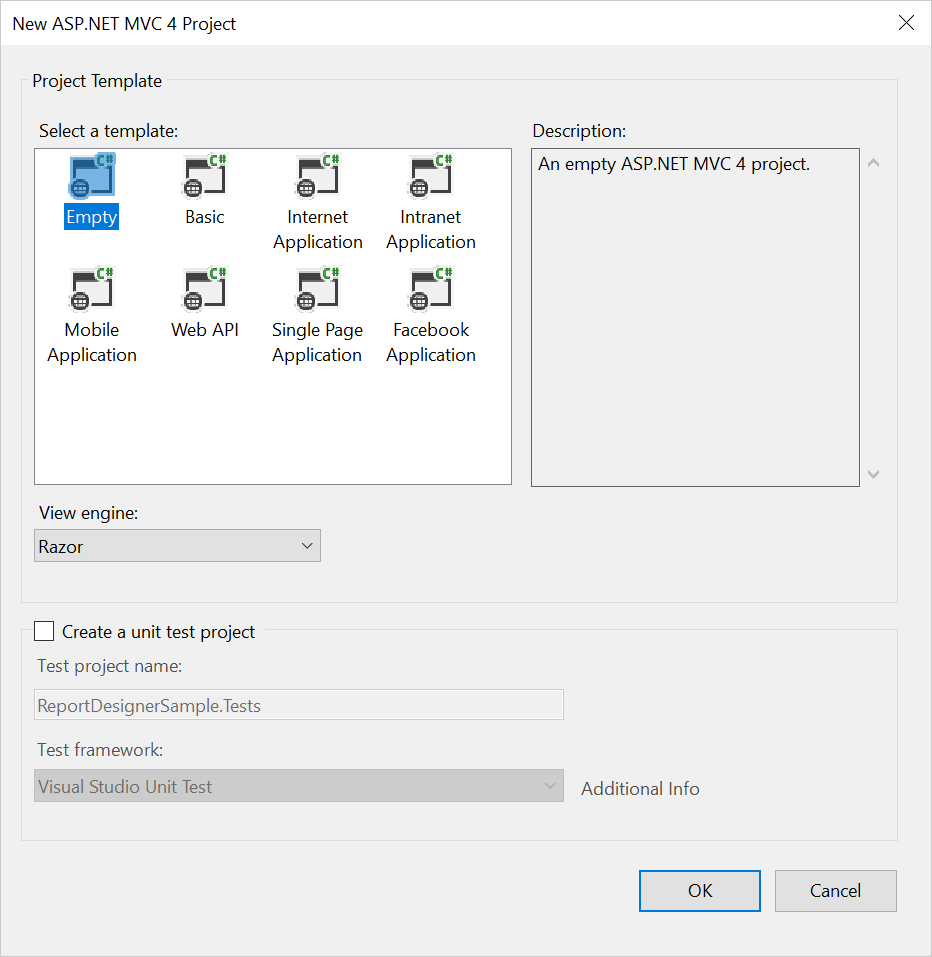 New ASP.NET MVC 4 Project
Project Template
Select a template:
Description:
C# C# C# C#
An empty ASP.NET MVC 4 project.
Empty
Basic
Internet
Application
Intranet
Application
C# C# C# C#
Mobile
Application
Web API
Single Page
Application
Facebook
Application
View engine:
Razor
Create a unit test project
Test project name:
ReportDesignerSample.Tests
Test framework:
Visual Studio Unit Test
Additional Info
OK
Cancel